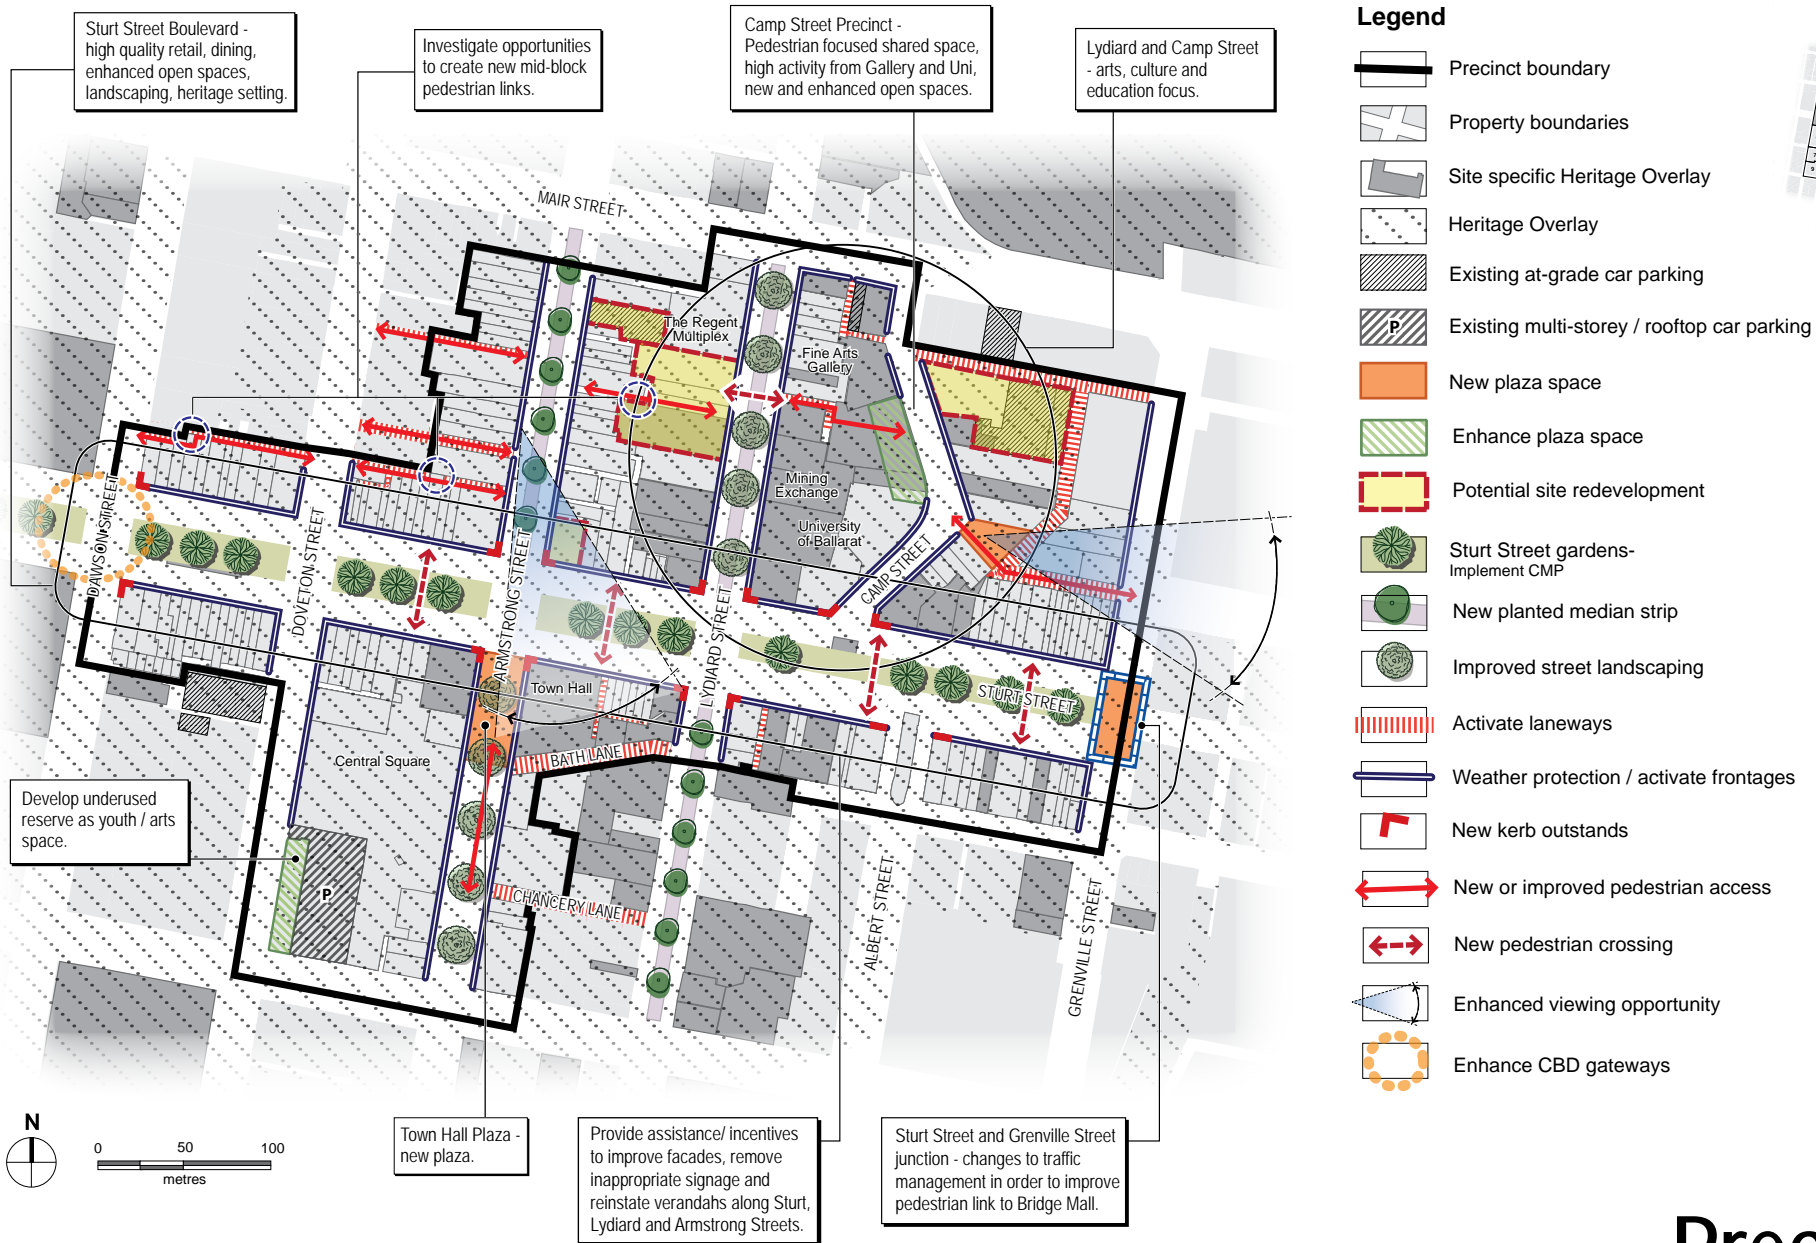 Sturt Street Boulevard -
high quality retail, dining,
enhanced open spaces,
landscaping, heritage setting.
Investigate opportunities
to create new mid-block
pedestrian links.
Camp Street Precinct -
Pedestrian focused shared space,
high activity from Gallery and Uni,
new and enhanced open spaces.
Lydiard and Camp Street
- arts, culture and
education focus.
MAIR STREET
The Regent
Multiplex
Fine Arts
Gallery
Mining
Exchange
University
of Ballarat
DAWSON STREET
DOVETON STREET
ARMSTRONG STREET
LYDIARD STREET
CAMP STREET
STURT STREET
Town Hall
BATH LANE
Central Square
CHANCERY LANE
ALBERT STREET
GRENVILLE STREET
P
Develop underused
reserve as youth / arts
space.
Town Hall Plaza -
new plaza.
Provide assistance/ incentives
to improve facades, remove
inappropriate signage and
reinstate verandahs along Sturt,
Lydiard and Armstrong Streets.
Sturt Street and Grenville Street
junction - changes to traffic
management in order to improve
pedestrian link to Bridge Mall.
N
0 50 100
metres
Legend
Precinct boundary
Property boundaries
Site specific Heritage Overlay
Heritage Overlay
Existing at-grade car parking
P
Existing multi-storey / rooftop car parking
New plaza space
Enhance plaza space
Potential site redevelopment
Sturt Street gardens-
Implement CMP
New planted median strip
Improved street landscaping
Activate laneways
Weather protection / activate frontages
New kerb outstands
New or improved pedestrian access
New pedestrian crossing
Enhanced viewing opportunity
Enhance CBD gateways